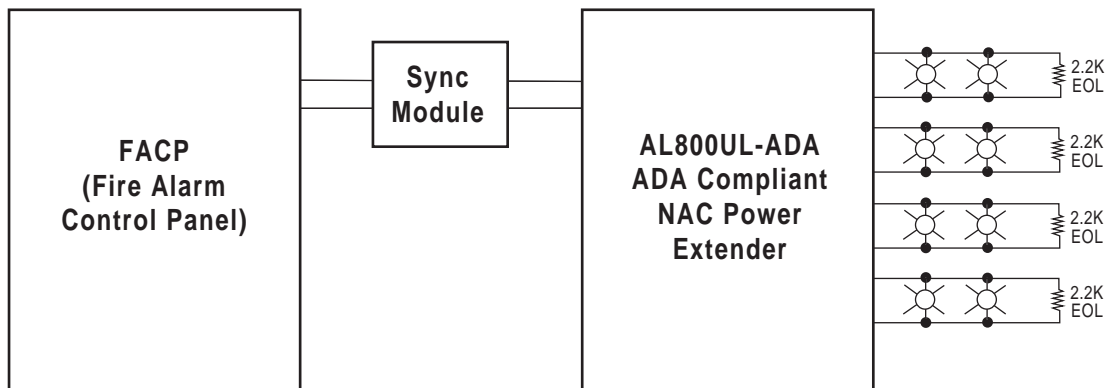 FACP
(Fire Alarm
Control Panel)
Sync
Module
AL800UL-ADA
ADA Compliant
NAC Power
Extender
2.2K
EOL
2.2K
EOL
2.2K
EOL
2.2K
EOL